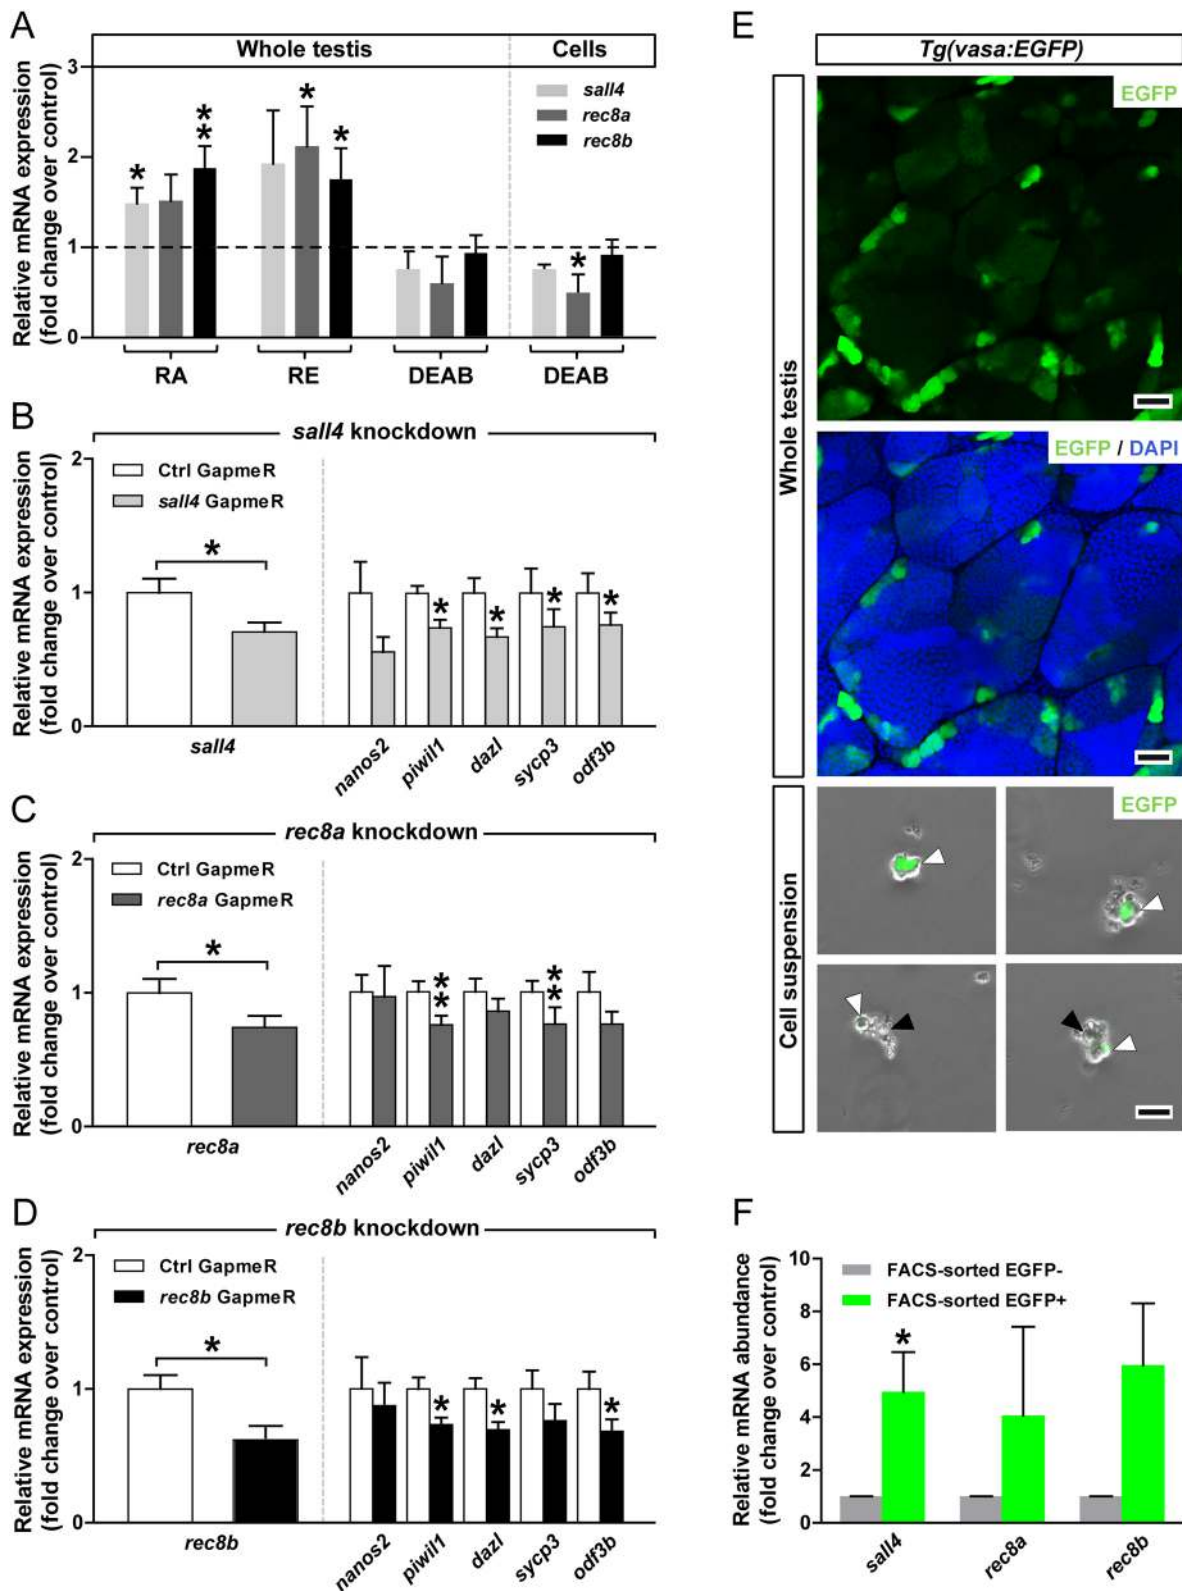 A
Whole testis
Cells
Relative mRNA expression
(fold change over control)
3
2
1
0
sall4
rec8a
rec8b
*
**
*
*
*
RA
RE
DEAB
DEAB
B
sall4 knockdown
Relative mRNA expression
(fold change over control)
2
1
0
Ctrl GapmeR
sall4 GapmeR
*
*
*
*
*
sall4
nanos2
piwil1
dazl
sycp3
odf3b
C
rec8a knockdown
Relative mRNA expression
(fold change over control)
2
1
0
Ctrl GapmeR
rec8a GapmeR
*
**
**
rec8a
nanos2
piwil1
dazl
sycp3
odf3b
D
rec8b knockdown
Relative mRNA expression
(fold change over control)
2
1
0
Ctrl GapmeR
rec8b GapmeR
*
*
*
*
rec8b
nanos2
piwil1
dazl
sycp3
odf3b
E
Tg(vasa:EGFP)
Whole testis
EGFP
EGFP / DAPI
Cell suspension
EGFP
F
Relative mRNA abundance
(fold change over control)
10
8
6
4
2
0
FACS-sorted EGFP-
FACS-sorted EGFP+
*
sall4
rec8a
rec8b